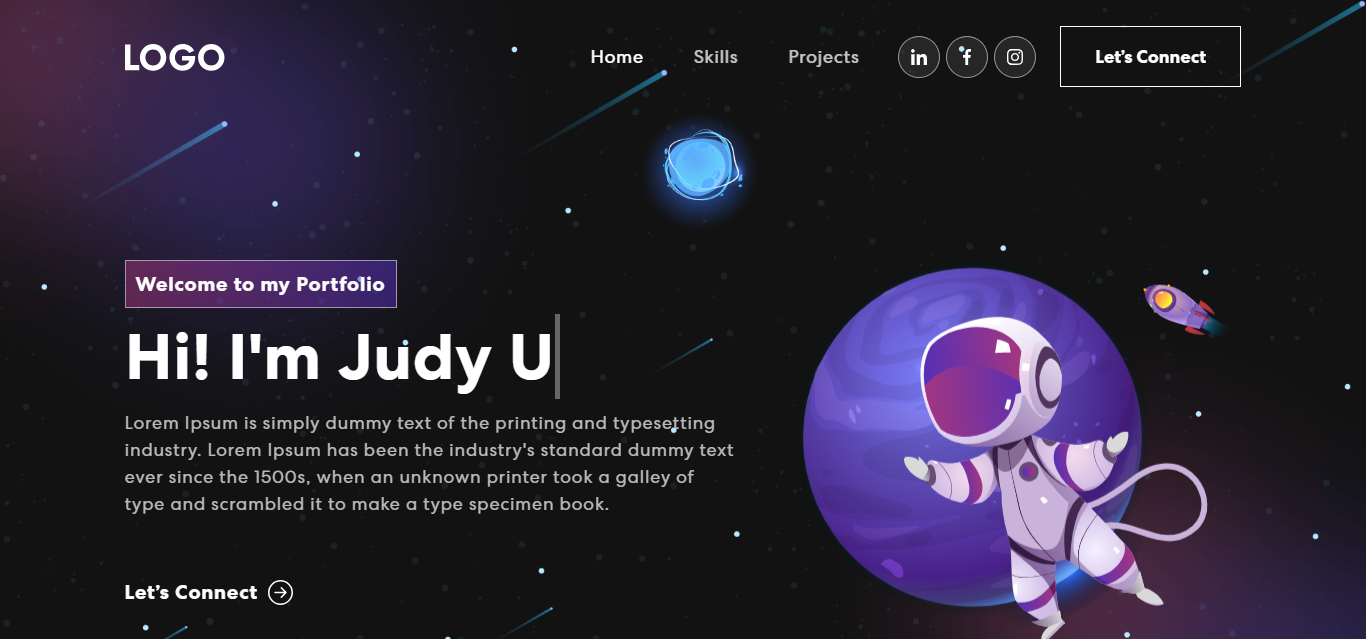 LOGO
Home
Skills
Projects
Let's Connect
Welcome to my Portfolio
Hi! I'm Judy U
Lorem Ipsum is simply dummy text of the printing and typesetting
industry. Lorem Ipsum has been the industry's standard dummy text
ever since the 1500s, when an unknown printer took a galley of
type and scrambled it to make a type specimen book.
Let’s Connect